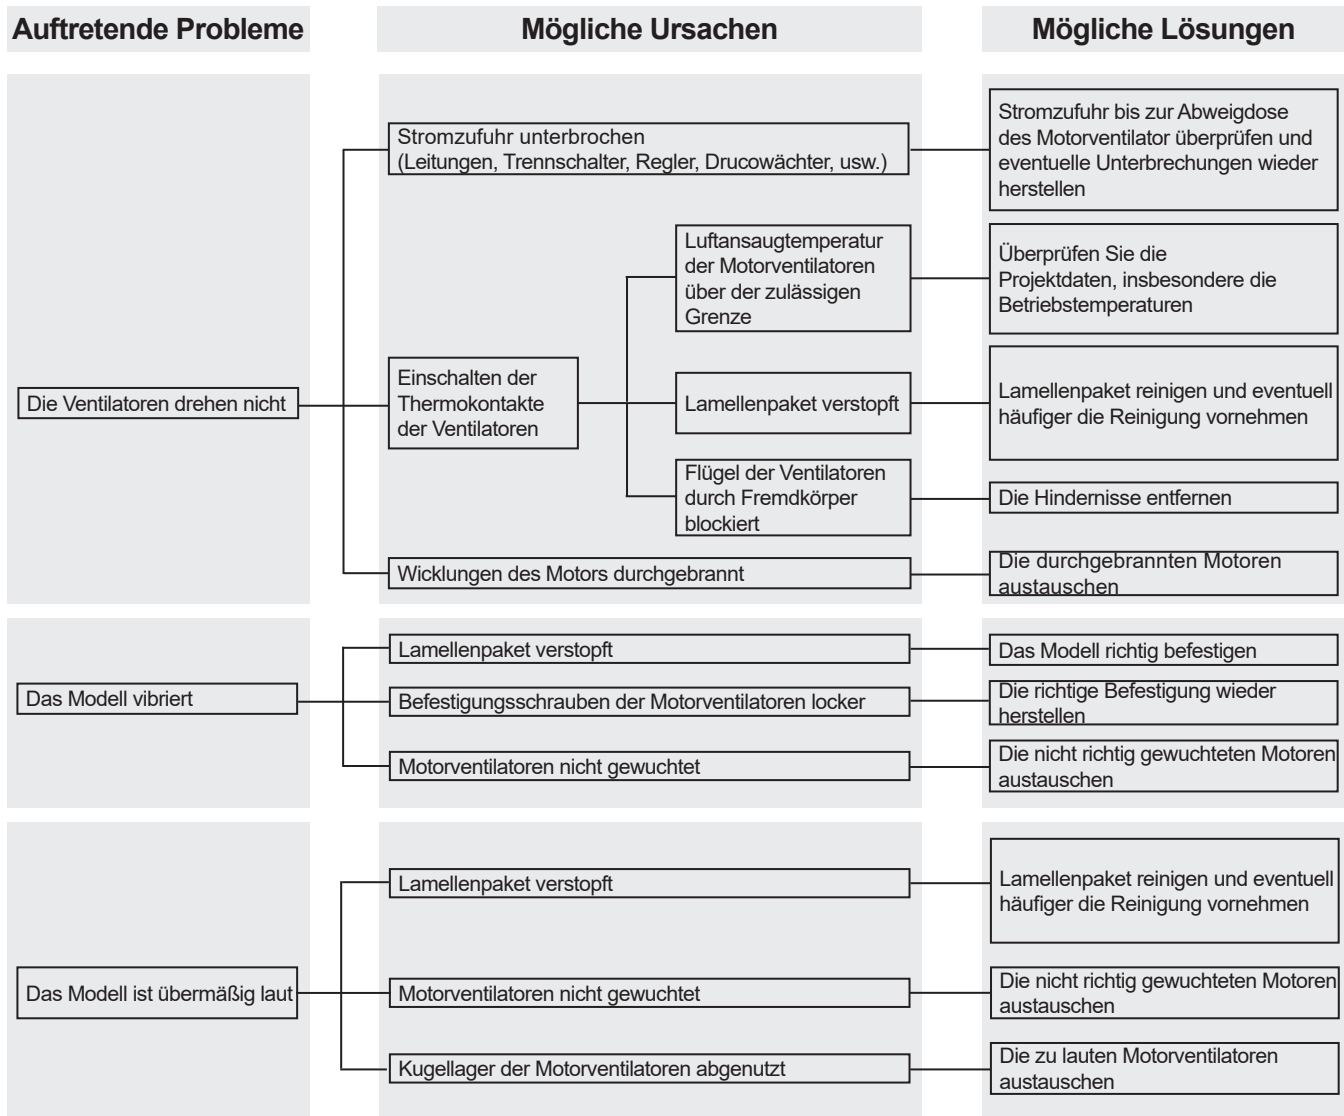 Auftretende Probleme
Mögliche Ursachen
Mögliche Lösungen
Die Ventilatoren drehen nicht
Stromzufuhr unterbrochen
(Leitungen, Trennschalter, Regler, Drucowächter, usw.)
Stromzufuhr bis zur Abweigdose
des Motorventilator überprüfen und
eventuelle Unterbrechungen wieder
herstellen
Einschalten der
Thermokontakte
der Ventilatoren
Luftansaugtemperatur
der Motorventilatoren
über der zulässigen
Grenze
Überprüfen Sie die
Projektdaten, insbesondere die
Betriebstemperaturen
Lamellenpaket verstopft
Lamellenpaket reinigen und eventuell
häufiger die Reinigung vornehmen
Flügel der Ventilatoren
durch Fremdkörper
blockiert
Die Hindernisse entfernen
Wicklungen des Motors durchgebrannt
Die durchgebrannten Motoren
austauschen
Das Modell vibriert
Lamellenpaket verstopft
Das Modell richtig befestigen
Befestigungsschrauben der Motorventilatoren locker
Die richtige Befestigung wieder
herstellen
Motorventilatoren nicht gewuchtet
Die nicht richtig gewuchteten Motoren
austauschen
Das Modell ist übermäßig laut
Lamellenpaket verstopft
Lamellenpaket reinigen und eventuell
häufiger die Reinigung vornehmen
Motorventilatoren nicht gewuchtet
Die nicht richtig gewuchteten Motoren
austauschen
Kugellager der Motorventilatoren abgenutzt
Die zu lauten Motorventilatoren
austauschen